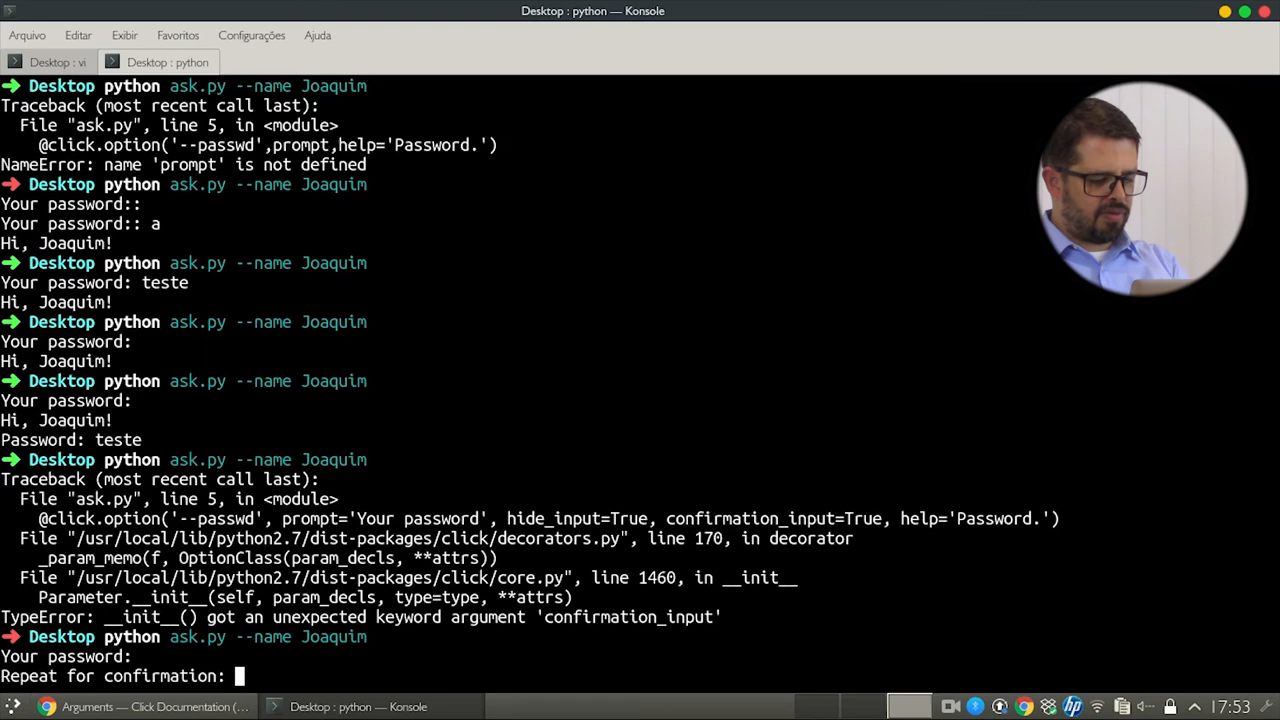 Desktop : python — Konsole
Arquivo Editar Exibir Favoritos Configurações Ajuda
Desktop : vi Desktop : python
➜ Desktop python ask.py --name Joaquim
Traceback (most recent call last):
File "ask.py", line 5, in <module>
@click.option('--passwd',prompt,help='Password.')
NameError: name 'prompt' is not defined
➜ Desktop python ask.py --name Joaquim
Your password::
Your password:: a
Hi, Joaquim!
➜ Desktop python ask.py --name Joaquim
Your password: teste
Hi, Joaquim!
➜ Desktop python ask.py --name Joaquim
Your password:
Hi, Joaquim!
➜ Desktop python ask.py --name Joaquim
Your password:
Hi, Joaquim!
Password: teste
➜ Desktop python ask.py --name Joaquim
Traceback (most recent call last):
File "ask.py", line 5, in <module>
@click.option('--passwd', prompt='Your password', hide_input=True, confirmation_input=True, help='Password.')
File "/usr/local/lib/python2.7/dist-packages/click/decorators.py", line 170, in decorator
_param_memo(f, OptionClass(param_decls, **attrs))
File "/usr/local/lib/python2.7/dist-packages/click/core.py", line 1460, in __init__
Parameter.__init__(self, param_decls, type=type, **attrs)
TypeError: __init__() got an unexpected keyword argument 'confirmation_input'
➜ Desktop python ask.py --name Joaquim
Your password:
Repeat for confirmation:
Arguments — Click Documentation (... Desktop : python — Konsole hp 17:53